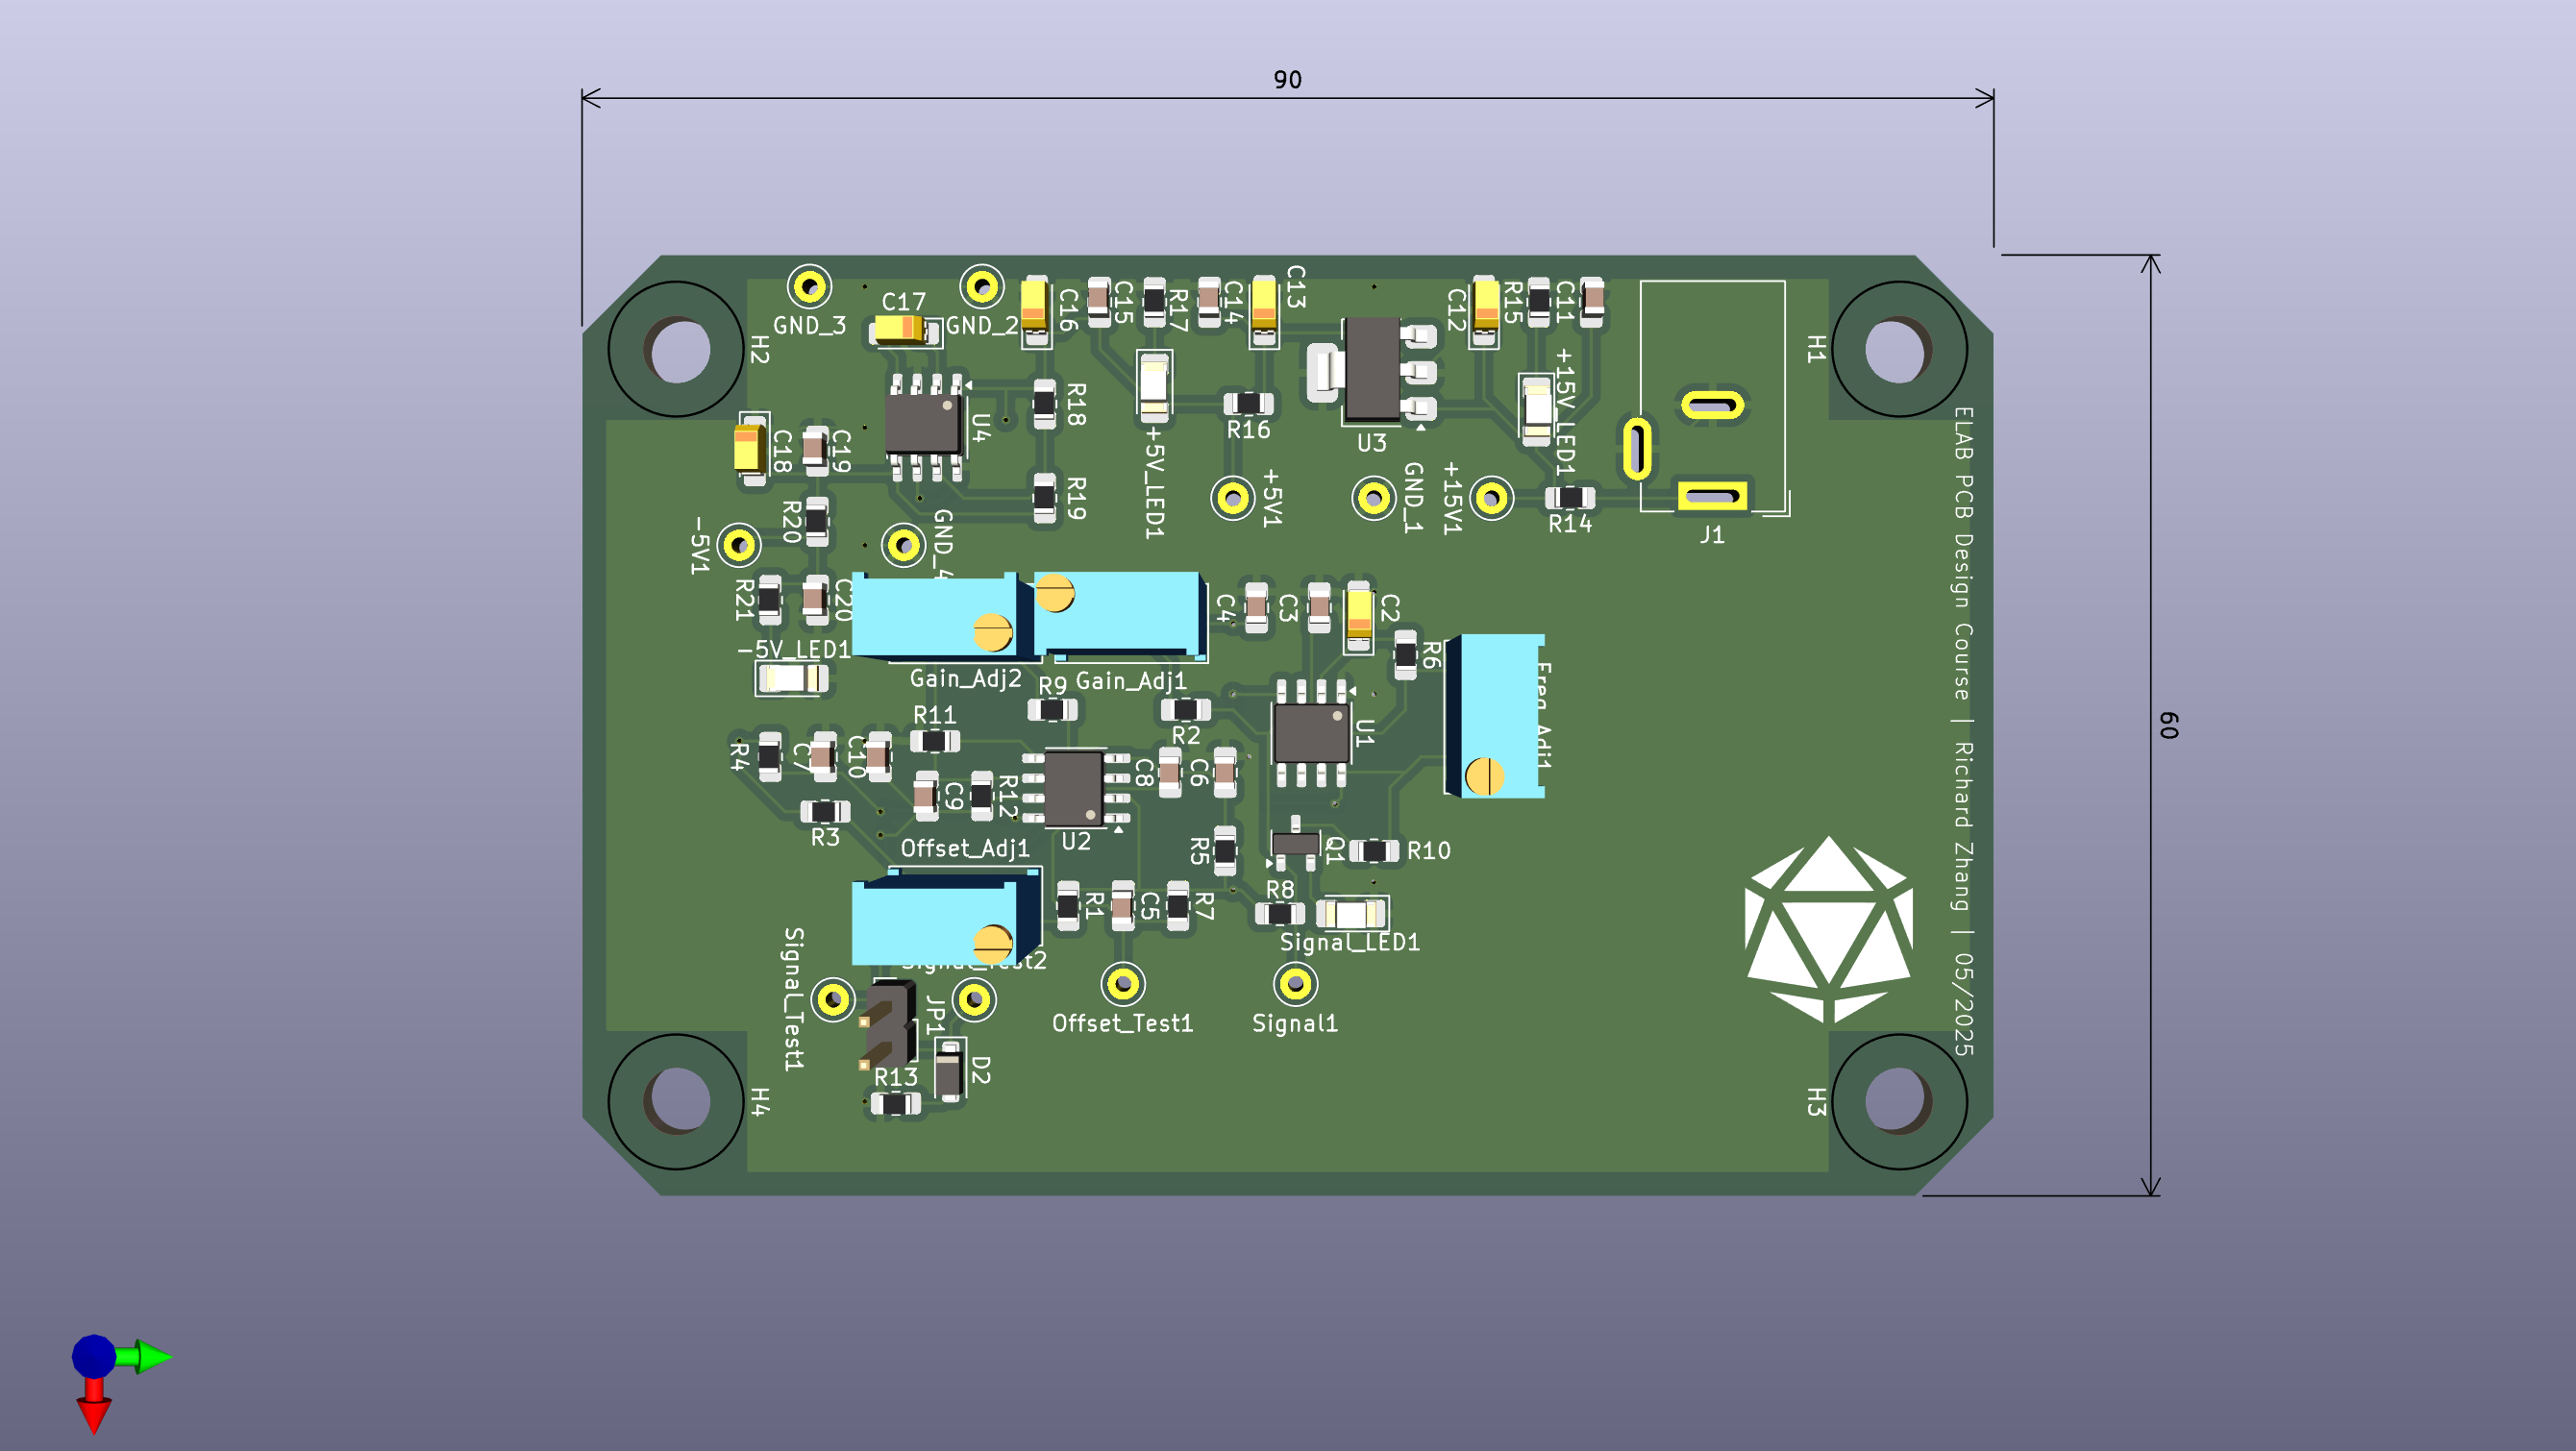 90
60
C17
GND_3
GND_2
C16
C15
R17
C14
C13
C12
R15
C11
H2
H1
U4
R18
+5V_LED1
R16
U3
+15V_LED1
C18
C19
R19
+5V1
GND_1
+15V1
R14
J1
R20
-5V1
GND_4
R21
C20
C4
C3
C2
R6
-5V_LED1
Gain_Adj2
Gain_Adj1
R9
R2
U1
Freq_Adj1
R11
R4
C7
C10
C9
R12
C8
C6
R3
U2
Offset_Adj1
R5
Q1
R10
R1
C5
R7
R8
Signal_LED1
Signal_Test2
Signal_Test1
JP1
Offset_Test1
Signal1
R13
D2
H4
H3
ELAB PCB Design Course | Richard Zhang | 05/2025